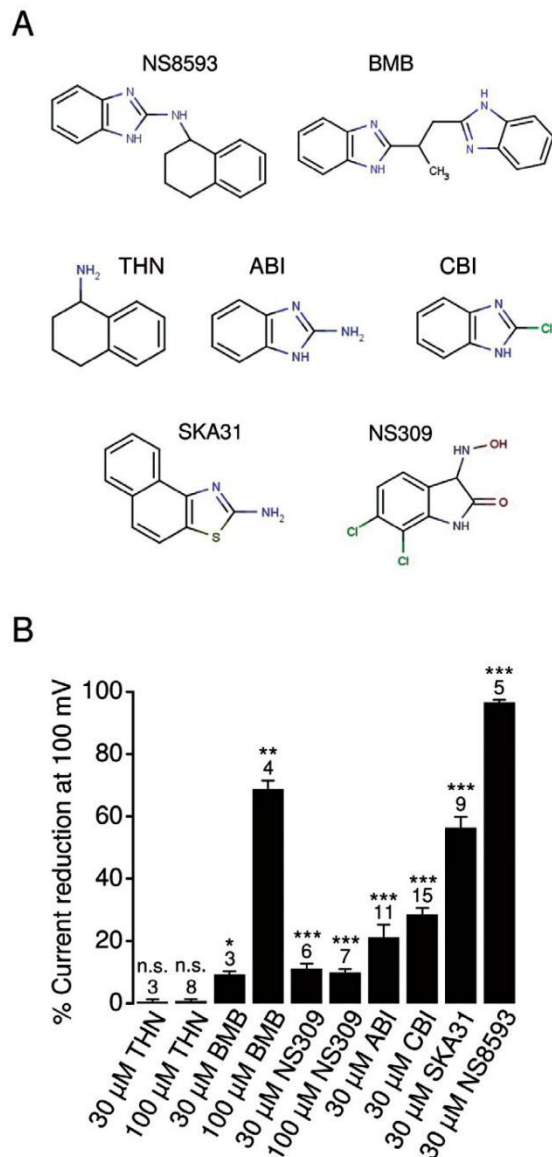 A
NS8593
BMB
N
NH
NH
N
NH
CH₃
H
N
N
NH₂
THN
ABI
N
NH
NH₂
CBI
N
NH
Cl
SKA31
N
S
NH₂
NS309
HN
OH
O
NH
Cl
Cl
B
% Current reduction at 100 mV
100
80
60
40
20
0
n.s.
3
n.s.
8
*
3
**
4
***
6
***
7
***
11
***
15
***
9
***
5
30 µM THN
100 µM THN
30 µM BMB
100 µM BMB
30 µM NS309
100 µM NS309
30 µM ABI
30 µM CBI
30 µM SKA31
30 µM NS8593